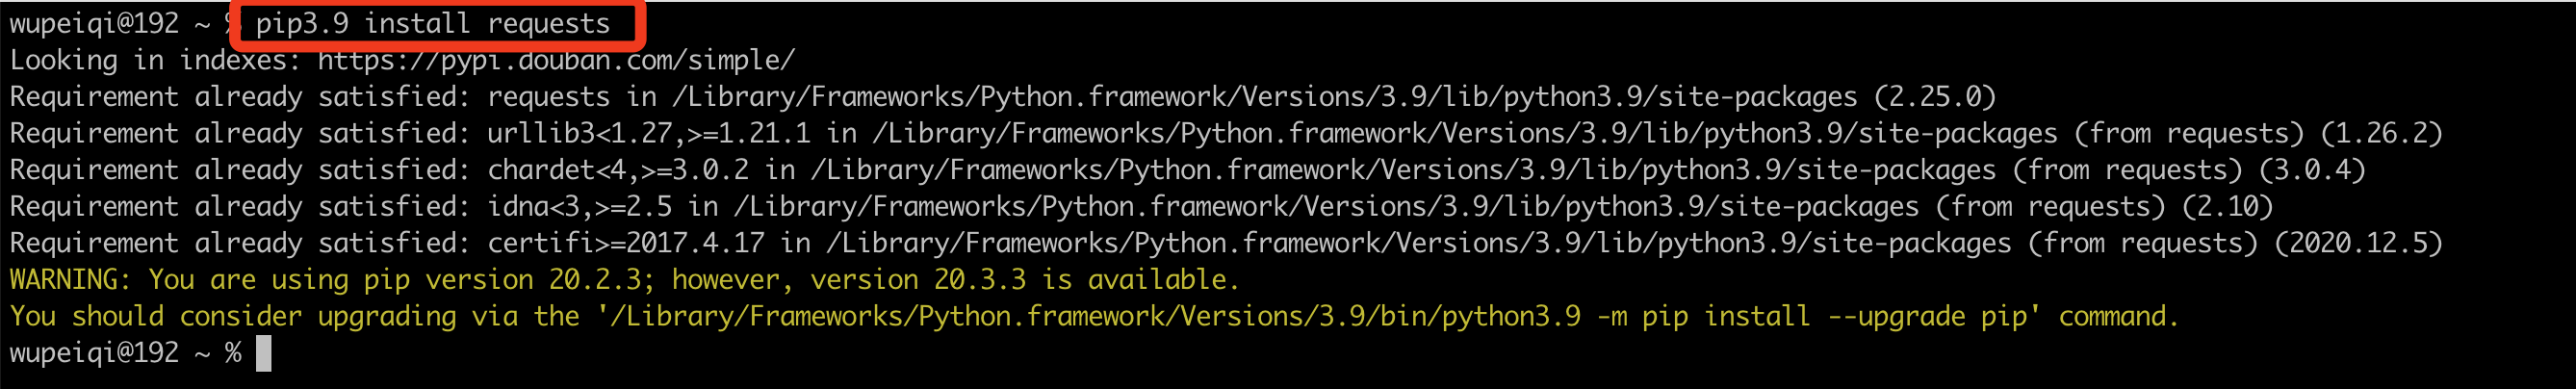 wupeiqi@192 ~ % pip3.9 install requests
Looking in indexes: https://pypi.douban.com/simple/
Requirement already satisfied: requests in /Library/Frameworks/Python.framework/Versions/3.9/lib/python3.9/site-packages (2.25.0)
Requirement already satisfied: urllib3<1.27,>=1.21.1 in /Library/Frameworks/Python.framework/Versions/3.9/lib/python3.9/site-packages (from requests) (1.26.2)
Requirement already satisfied: chardet<4,>=3.0.2 in /Library/Frameworks/Python.framework/Versions/3.9/lib/python3.9/site-packages (from requests) (3.0.4)
Requirement already satisfied: idna<3,>=2.5 in /Library/Frameworks/Python.framework/Versions/3.9/lib/python3.9/site-packages (from requests) (2.10)
Requirement already satisfied: certifi>=2017.4.17 in /Library/Frameworks/Python.framework/Versions/3.9/lib/python3.9/site-packages (from requests) (2020.12.5)
WARNING: You are using pip version 20.2.3; however, version 20.3.3 is available.
You should consider upgrading via the '/Library/Frameworks/Python.framework/Versions/3.9/bin/python3.9 -m pip install --upgrade pip' command.
wupeiqi@192 ~ %